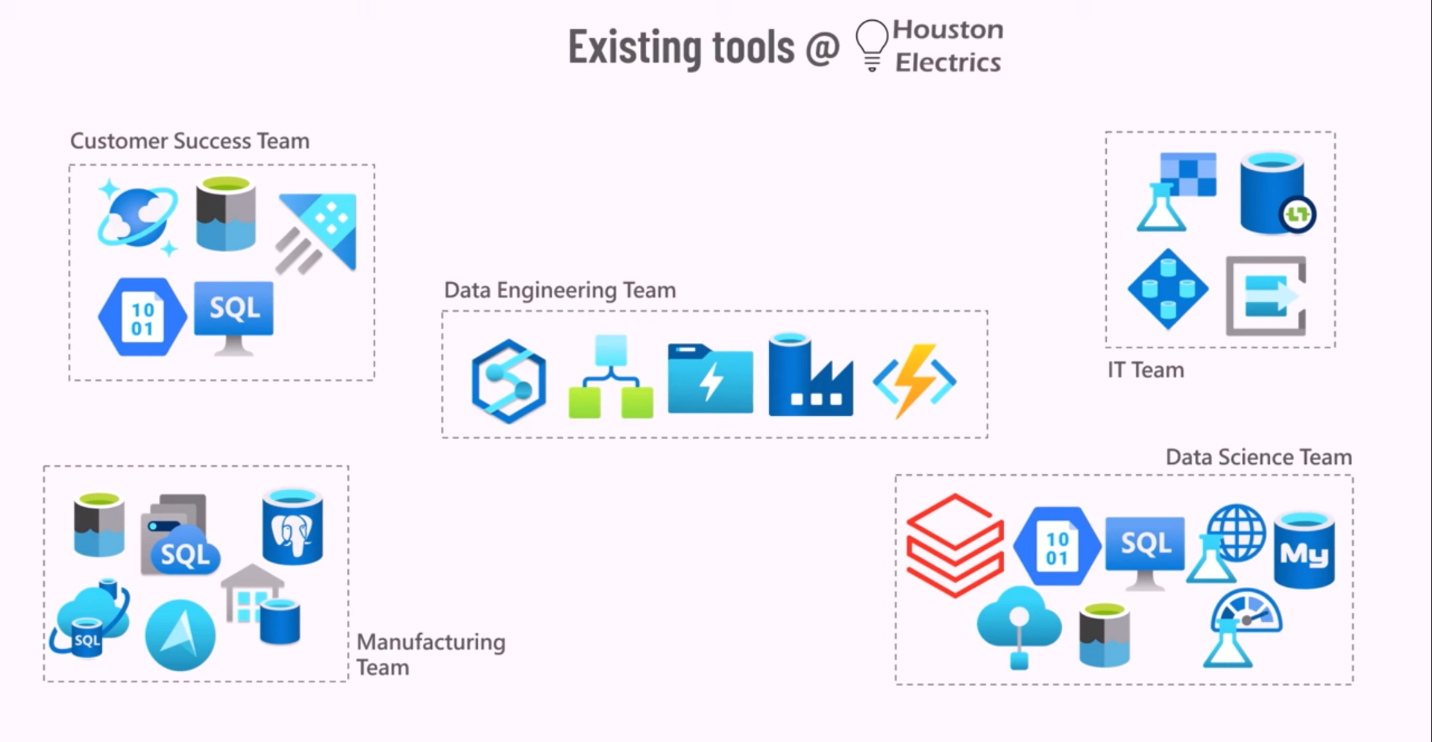 Existing tools @ Houston
Electrics
Customer Success Team
10
01
SQL
Data Engineering Team
IT Team
SQL
SQL
Manufacturing
Team
Data Science Team
10
01
SQL
My